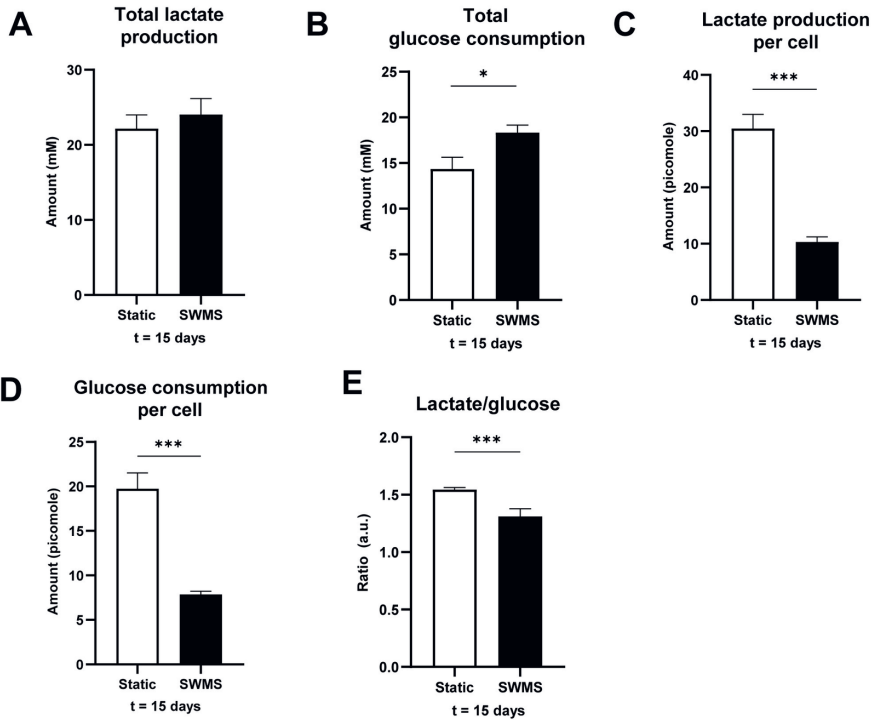 A
Total lactate
production
Amount (mM)
30
20
10
0
Static SWMS
t = 15 days
B
Total
glucose consumption
Amount (mM)
25
20
15
10
5
0
*
Static SWMS
t = 15 days
C
Lactate production
per cell
Amount (picomole)
40
30
20
10
0
***
Static SWMS
t = 15 days
D
Glucose consumption
per cell
Amount (picomole)
25
20
15
10
5
0
***
Static SWMS
t = 15 days
E
Lactate/glucose
Ratio (a.u.)
2.0
1.5
1.0
0.5
0.0
***
Static SWMS
t = 15 days